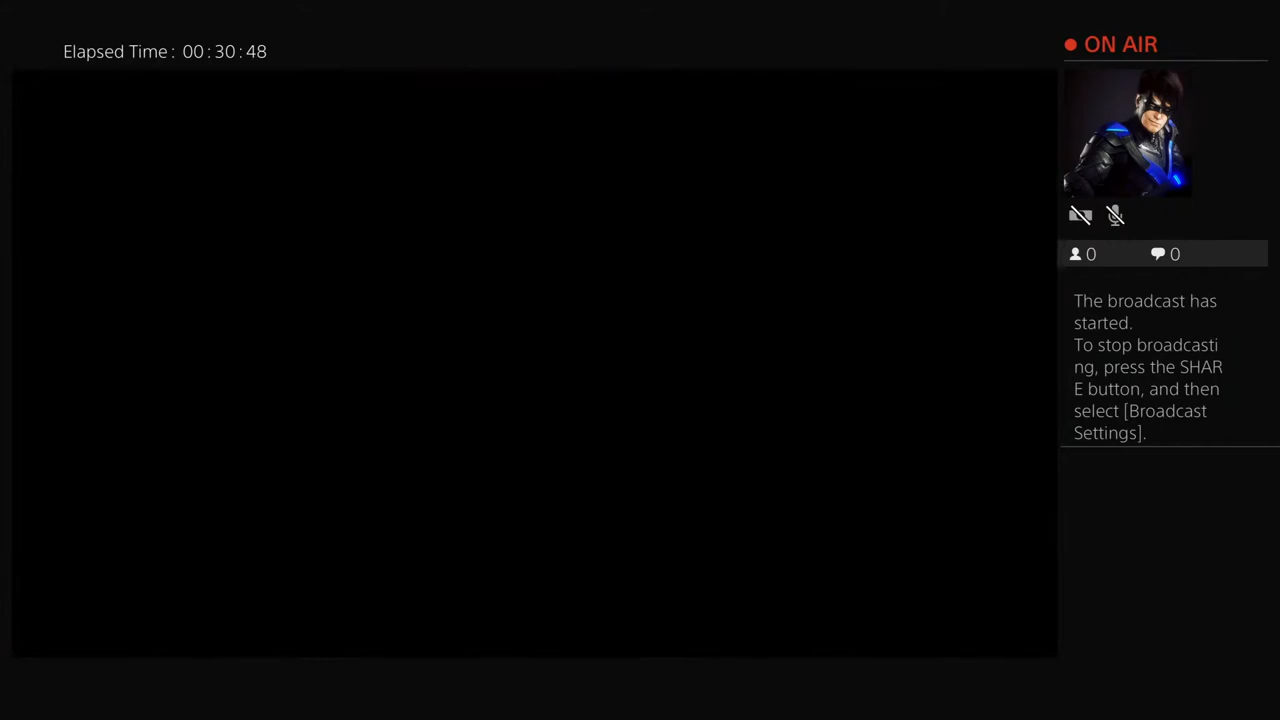 Elapsed Time: 00:30:48
ON AIR
0 0
The broadcast has
started.
To stop broadcasti
ng, press the SHAR
E button, and then
select [Broadcast
Settings].